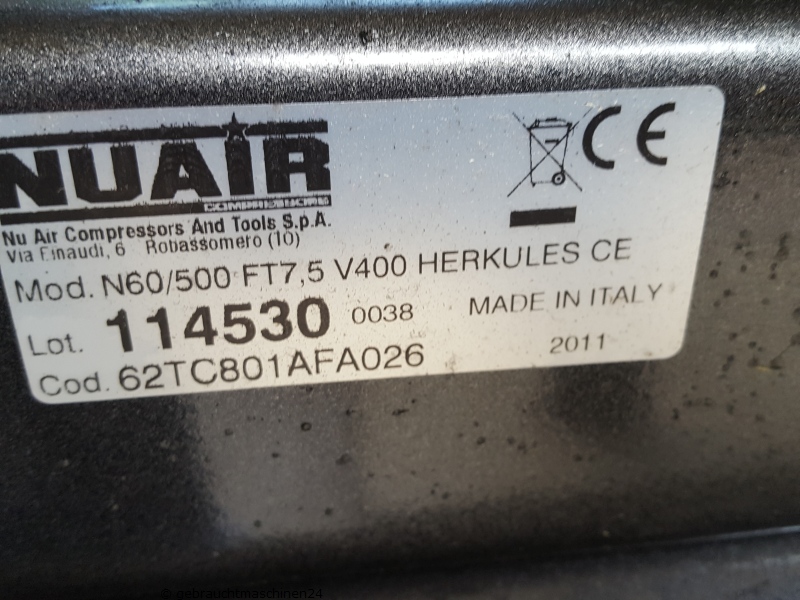 NUAIR
COMPRESSORS
Nu Air Compressors And Tools S.p.A.
Via Einaudi, 6 Robassomero (10)
CE
Mod. N60/500 FT7,5 V400 HERKULES CE
Lot. 114530 0038 MADE IN ITALY
Cod. 62TC801AFA026 2011
© gebrauchtmaschinen24